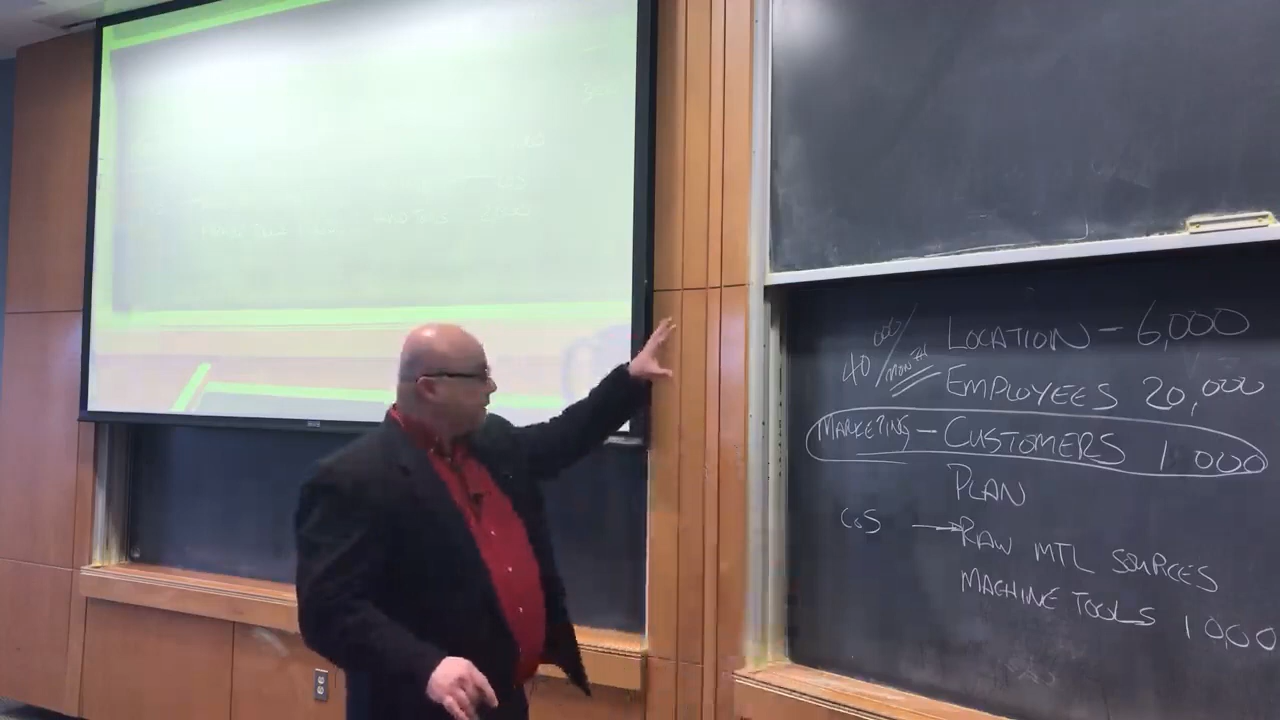 LOCATION - 6,000
40 000/MONTH
EMPLOYEES 20,000
MARKETING - CUSTOMERS 1 000
PLAN
COS → RAW MTL SOURCES
MACHINE TOOLS 1 000